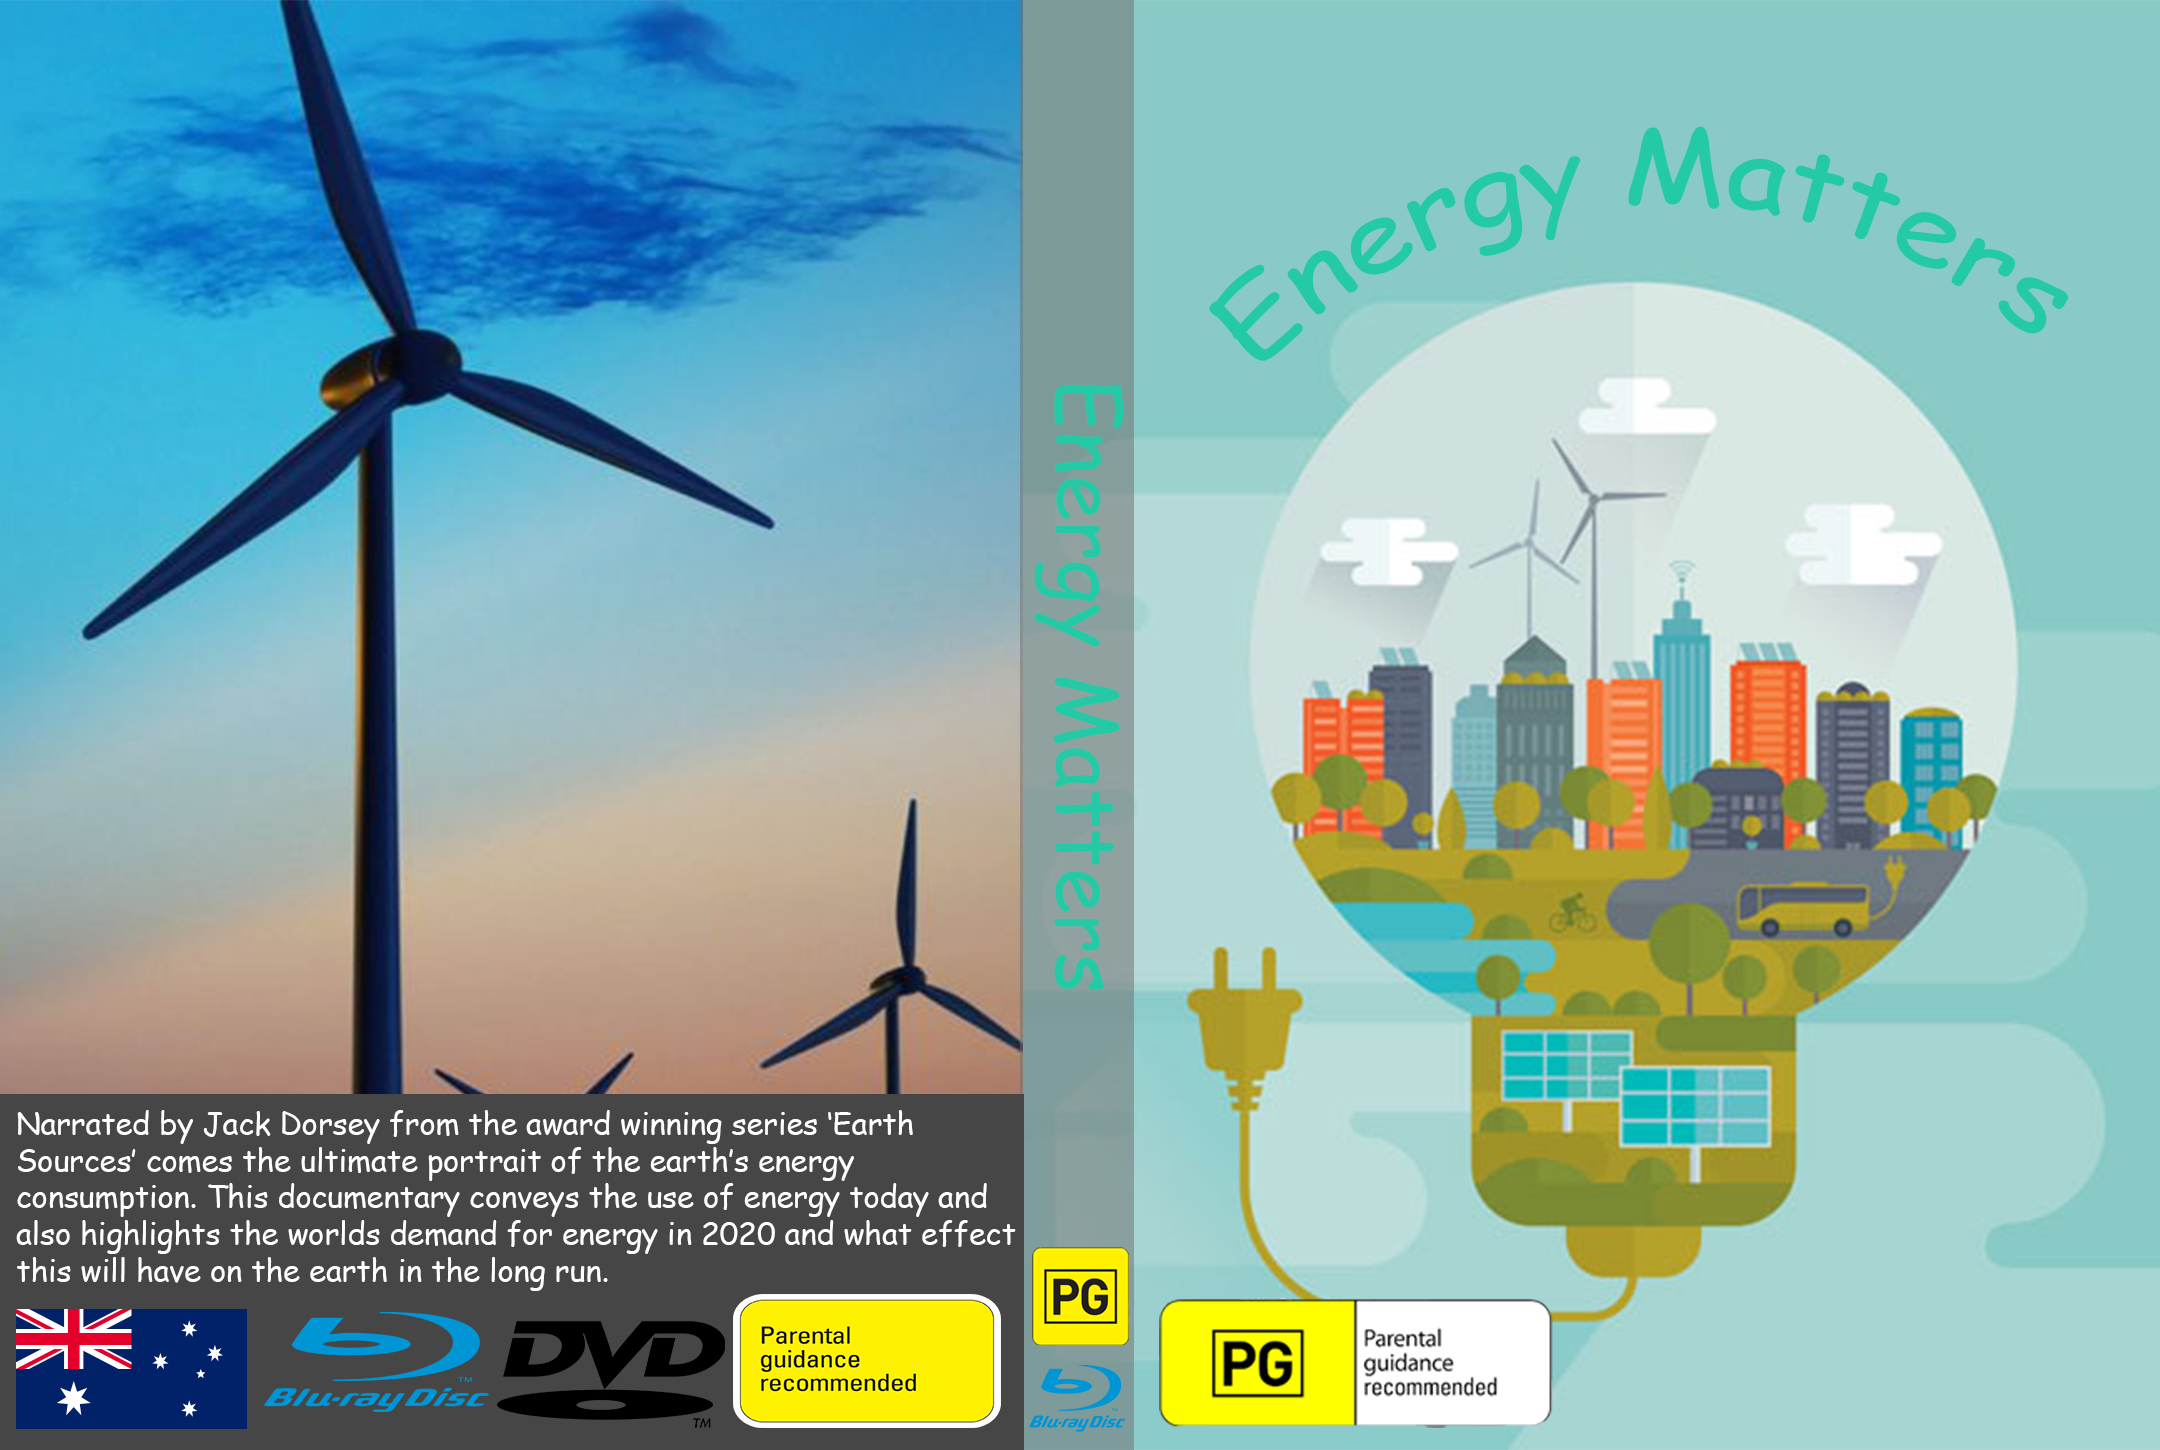 Narrated by Jack Dorsey from the award winning series ‘Earth
Sources’ comes the ultimate portrait of the earth’s energy
consumption. This documentary conveys the use of energy today and
also highlights the worlds demand for energy in 2020 and what effect
this will have on the earth in the long run.
Blu-ray Disc
TM
DVD
TM
Parental
guidance
recommended
Energy Matters
PG
Blu-ray Disc
Energy Matters
PG
Parental
guidance
recommended